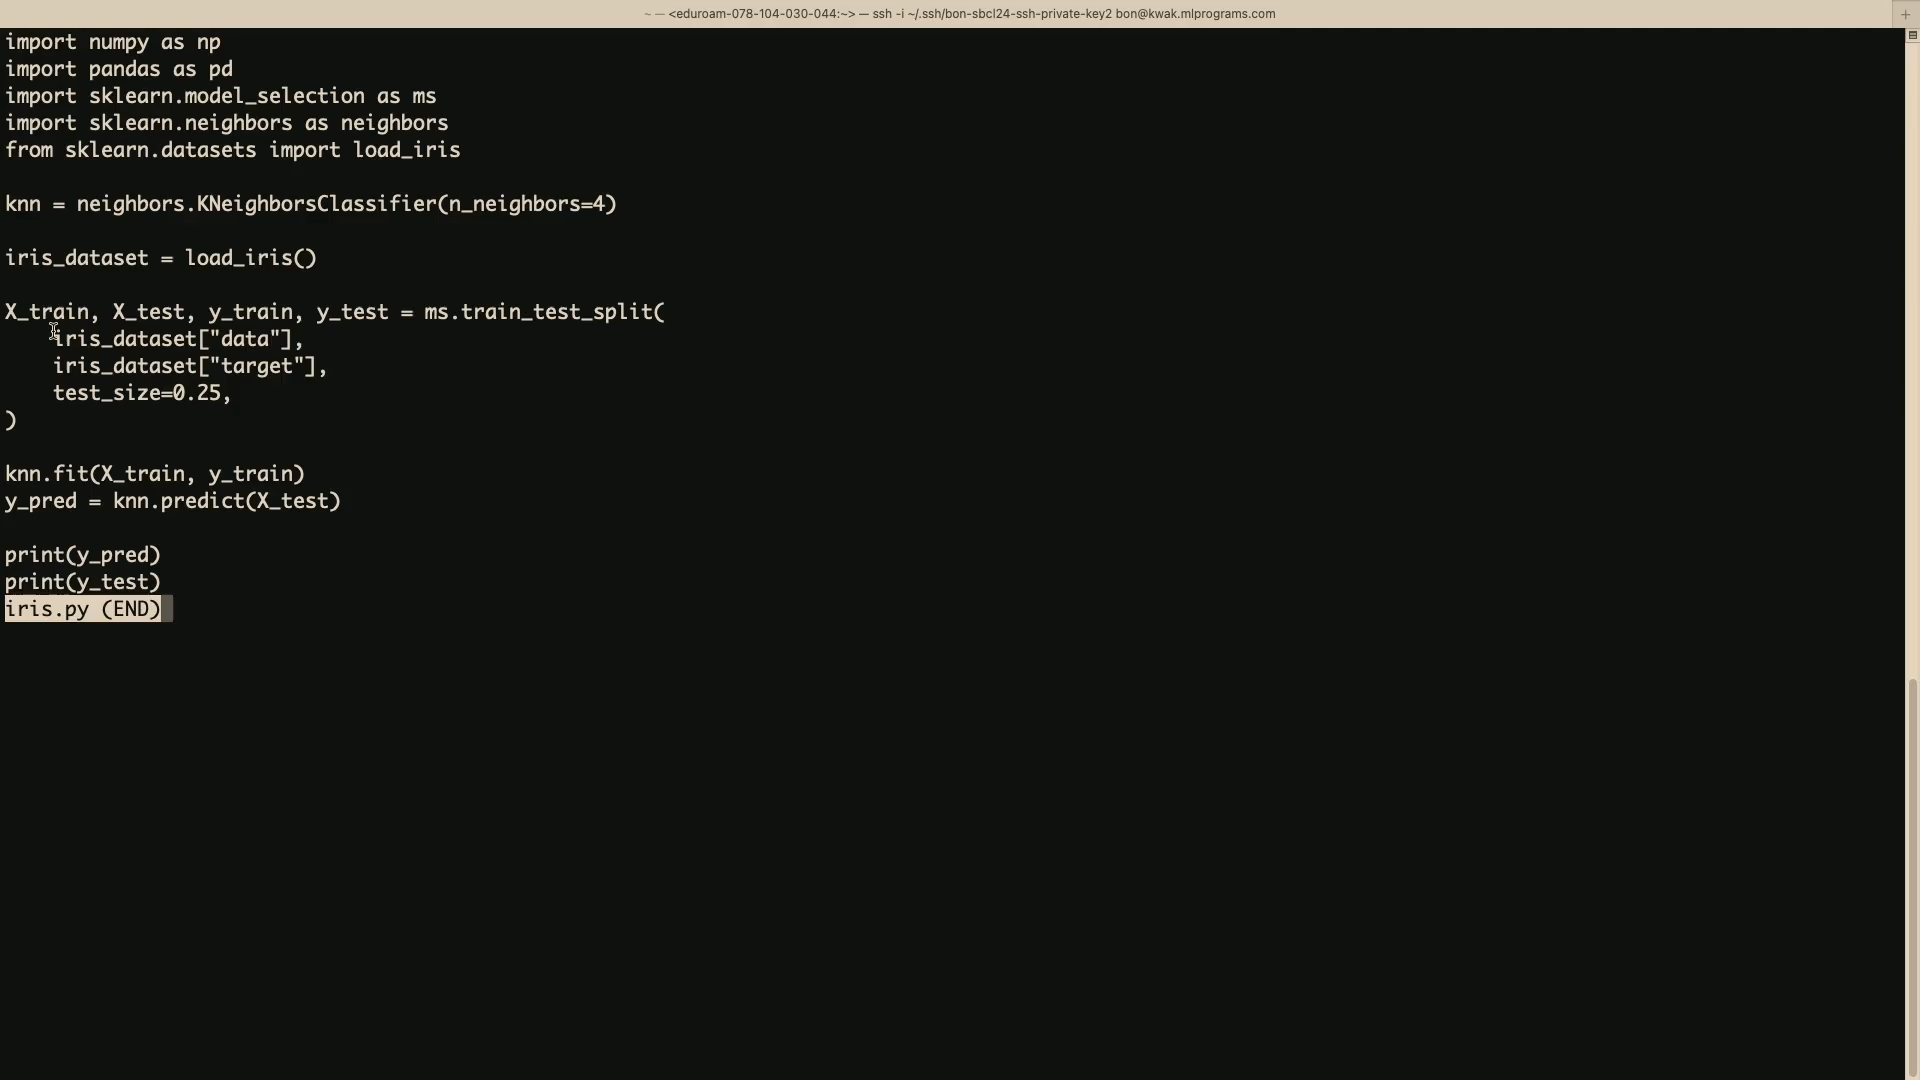 ~ — <eduroam-078-104-030-044:~> — ssh -i ~/.ssh/bon-sbcl24-ssh-private-key2 bon@kwak.mlprograms.com
import numpy as np
import pandas as pd
import sklearn.model_selection as ms
import sklearn.neighbors as neighbors
from sklearn.datasets import load_iris
knn = neighbors.KNeighborsClassifier(n_neighbors=4)
iris_dataset = load_iris()
X_train, X_test, y_train, y_test = ms.train_test_split(
    iris_dataset["data"],
    iris_dataset["target"],
    test_size=0.25,
)
knn.fit(X_train, y_train)
y_pred = knn.predict(X_test)
print(y_pred)
print(y_test)
iris.py (END)